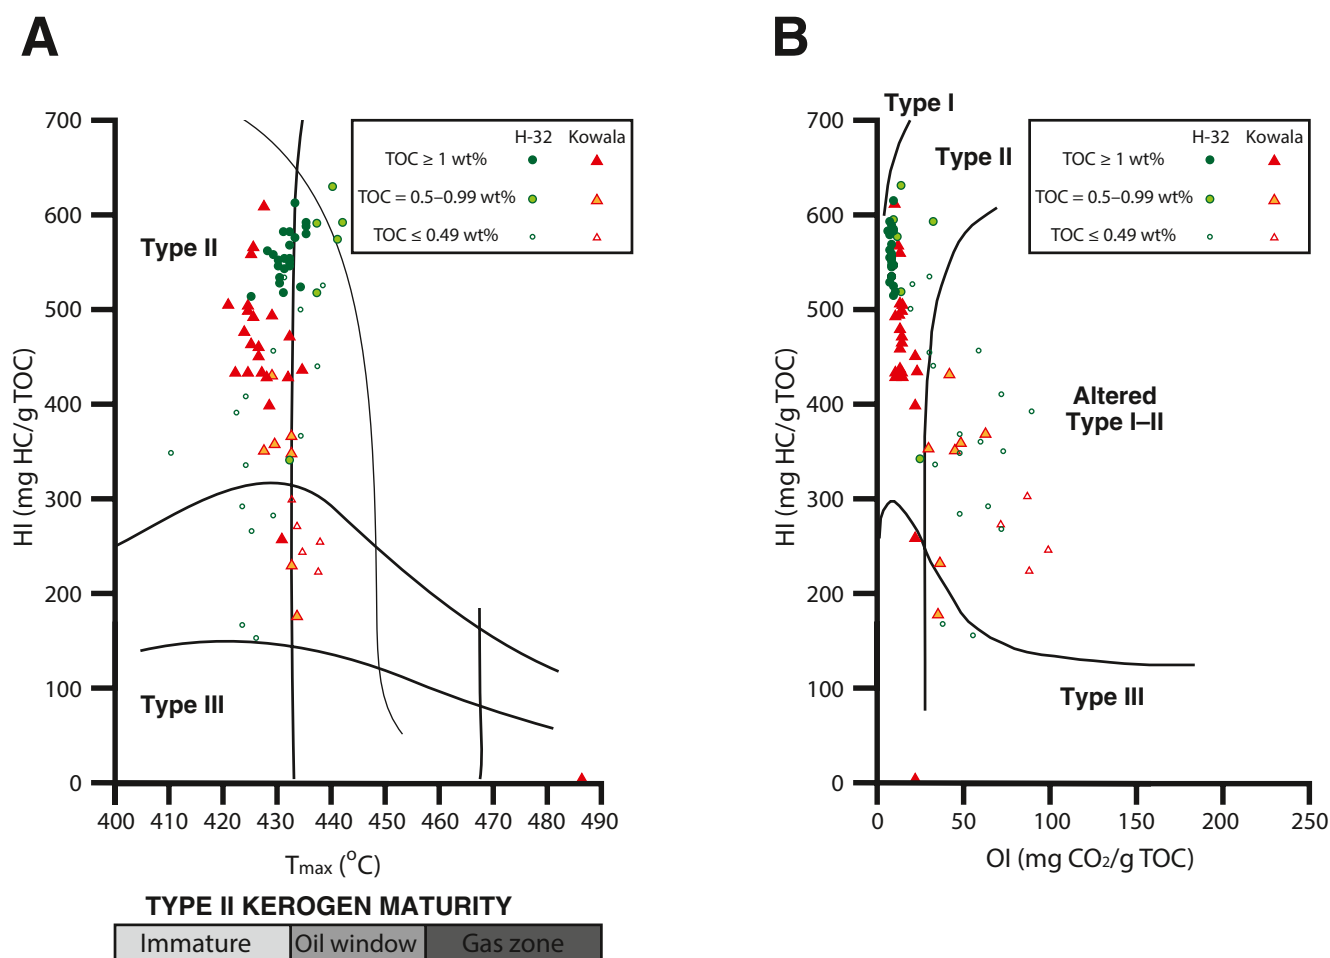 A
700
600
500
400
300
200
100
0
HI (mg HC/g TOC)
Type II
Type III
H-32 Kowala
TOC ≥ 1 wt%
TOC = 0.5–0.99 wt%
TOC ≤ 0.49 wt%
400 410 420 430 440 450 460 470 480 490
Tmax (°C)
TYPE II KEROGEN MATURITY
Immature Oil window Gas zone
B
700
600
500
400
300
200
100
0
HI (mg HC/g TOC)
Type I
Type II
H-32 Kowala
TOC ≥ 1 wt%
TOC = 0.5–0.99 wt%
TOC ≤ 0.49 wt%
Altered
Type I–II
Type III
0 50 100 150 200 250
OI (mg CO₂/g TOC)